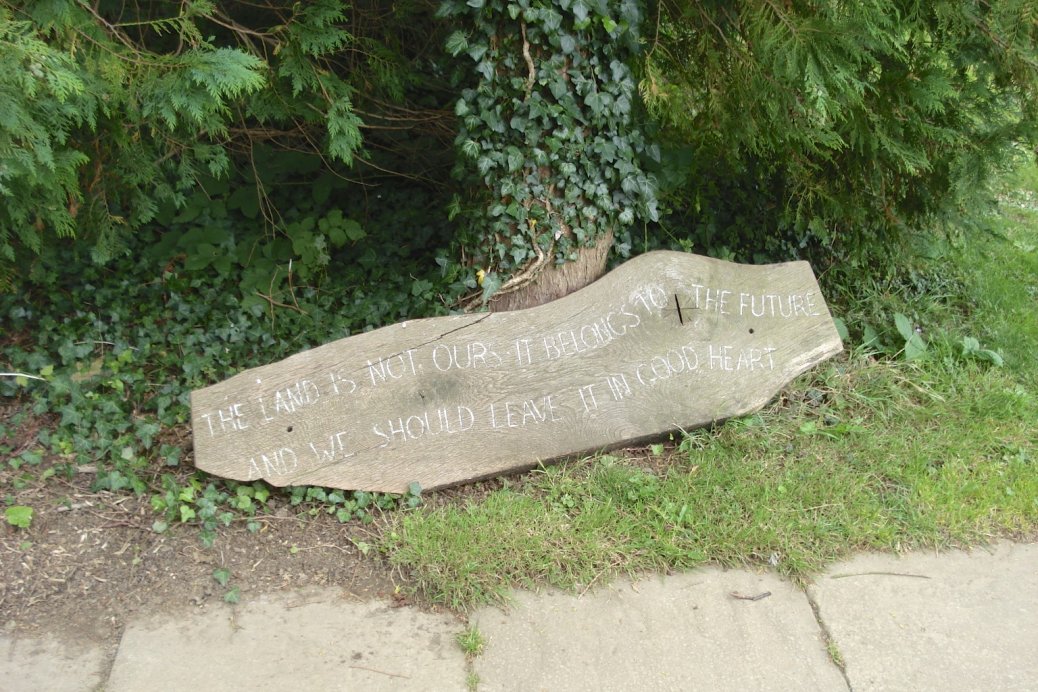 THE LAND IS NOT OURS. IT BELONGS TO THE FUTURE
AND WE SHOULD LEAVE IT IN GOOD HEART